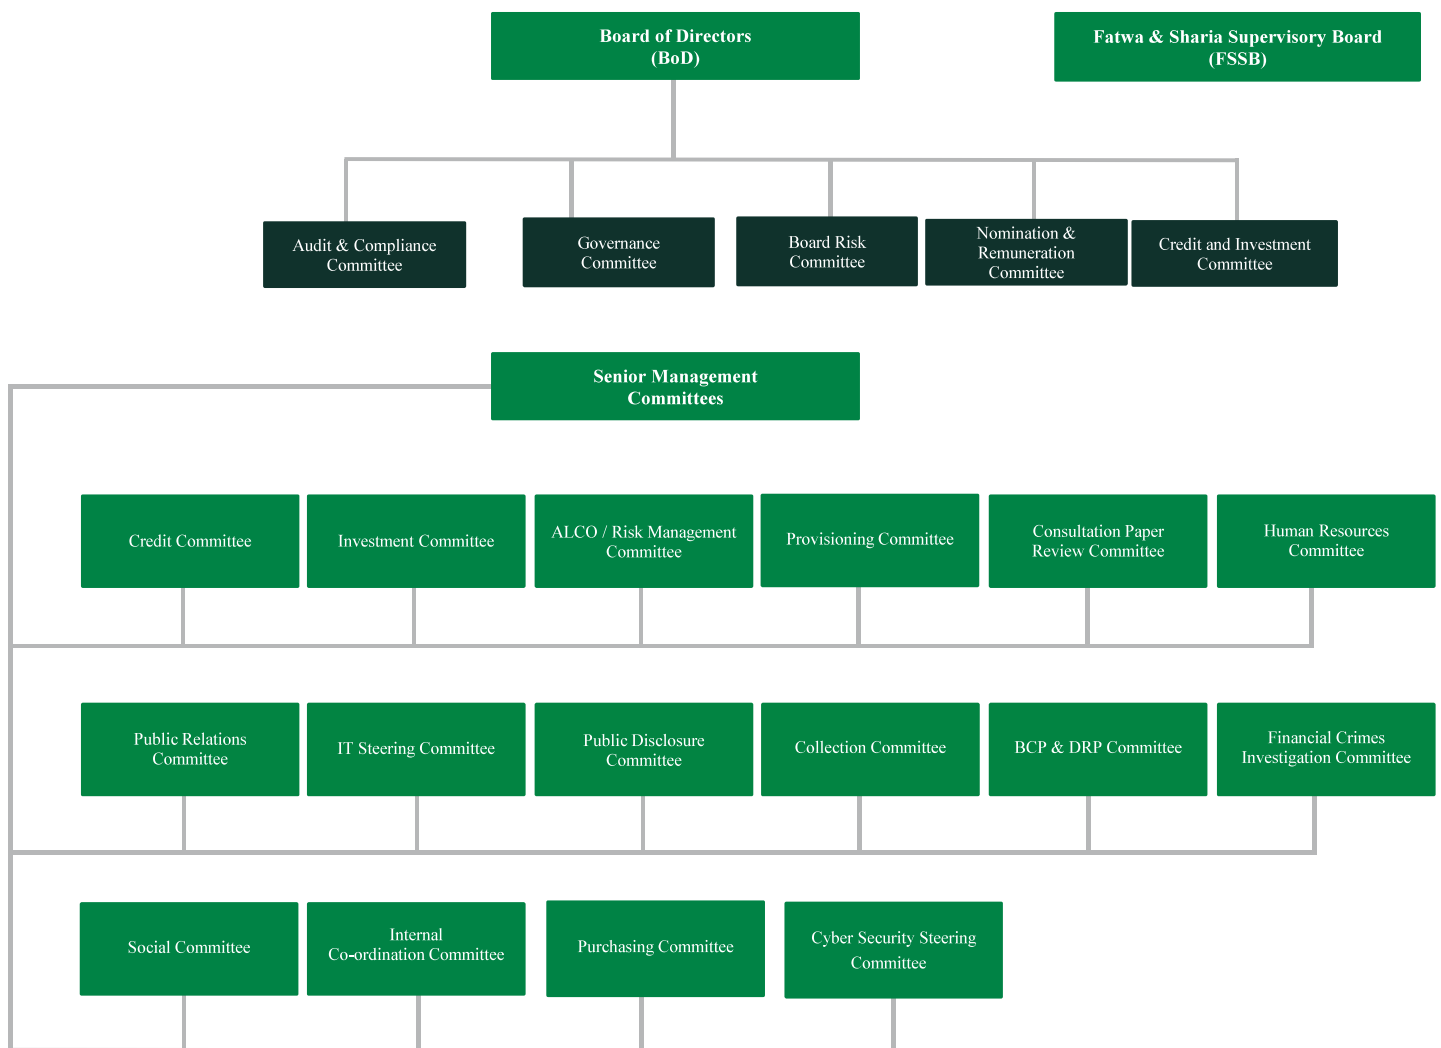 Board of Directors
(BoD)
Fatwa & Sharia Supervisory Board
(FSSB)
Audit & Compliance
Committee
Governance
Committee
Board Risk
Committee
Nomination &
Remuneration
Committee
Credit and Investment
Committee
Senior Management
Committees
Credit Committee
Investment Committee
ALCO / Risk Management
Committee
Provisioning Committee
Consultation Paper
Review Committee
Human Resources
Committee
Public Relations
Committee
IT Steering Committee
Public Disclosure
Committee
Collection Committee
BCP & DRP Committee
Financial Crimes
Investigation Committee
Social Committee
Internal
Co-ordination Committee
Purchasing Committee
Cyber Security Steering
Committee